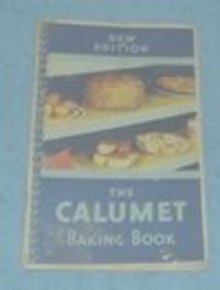 NEW
EDITION
THE
CALUMET
BAKING BOOK